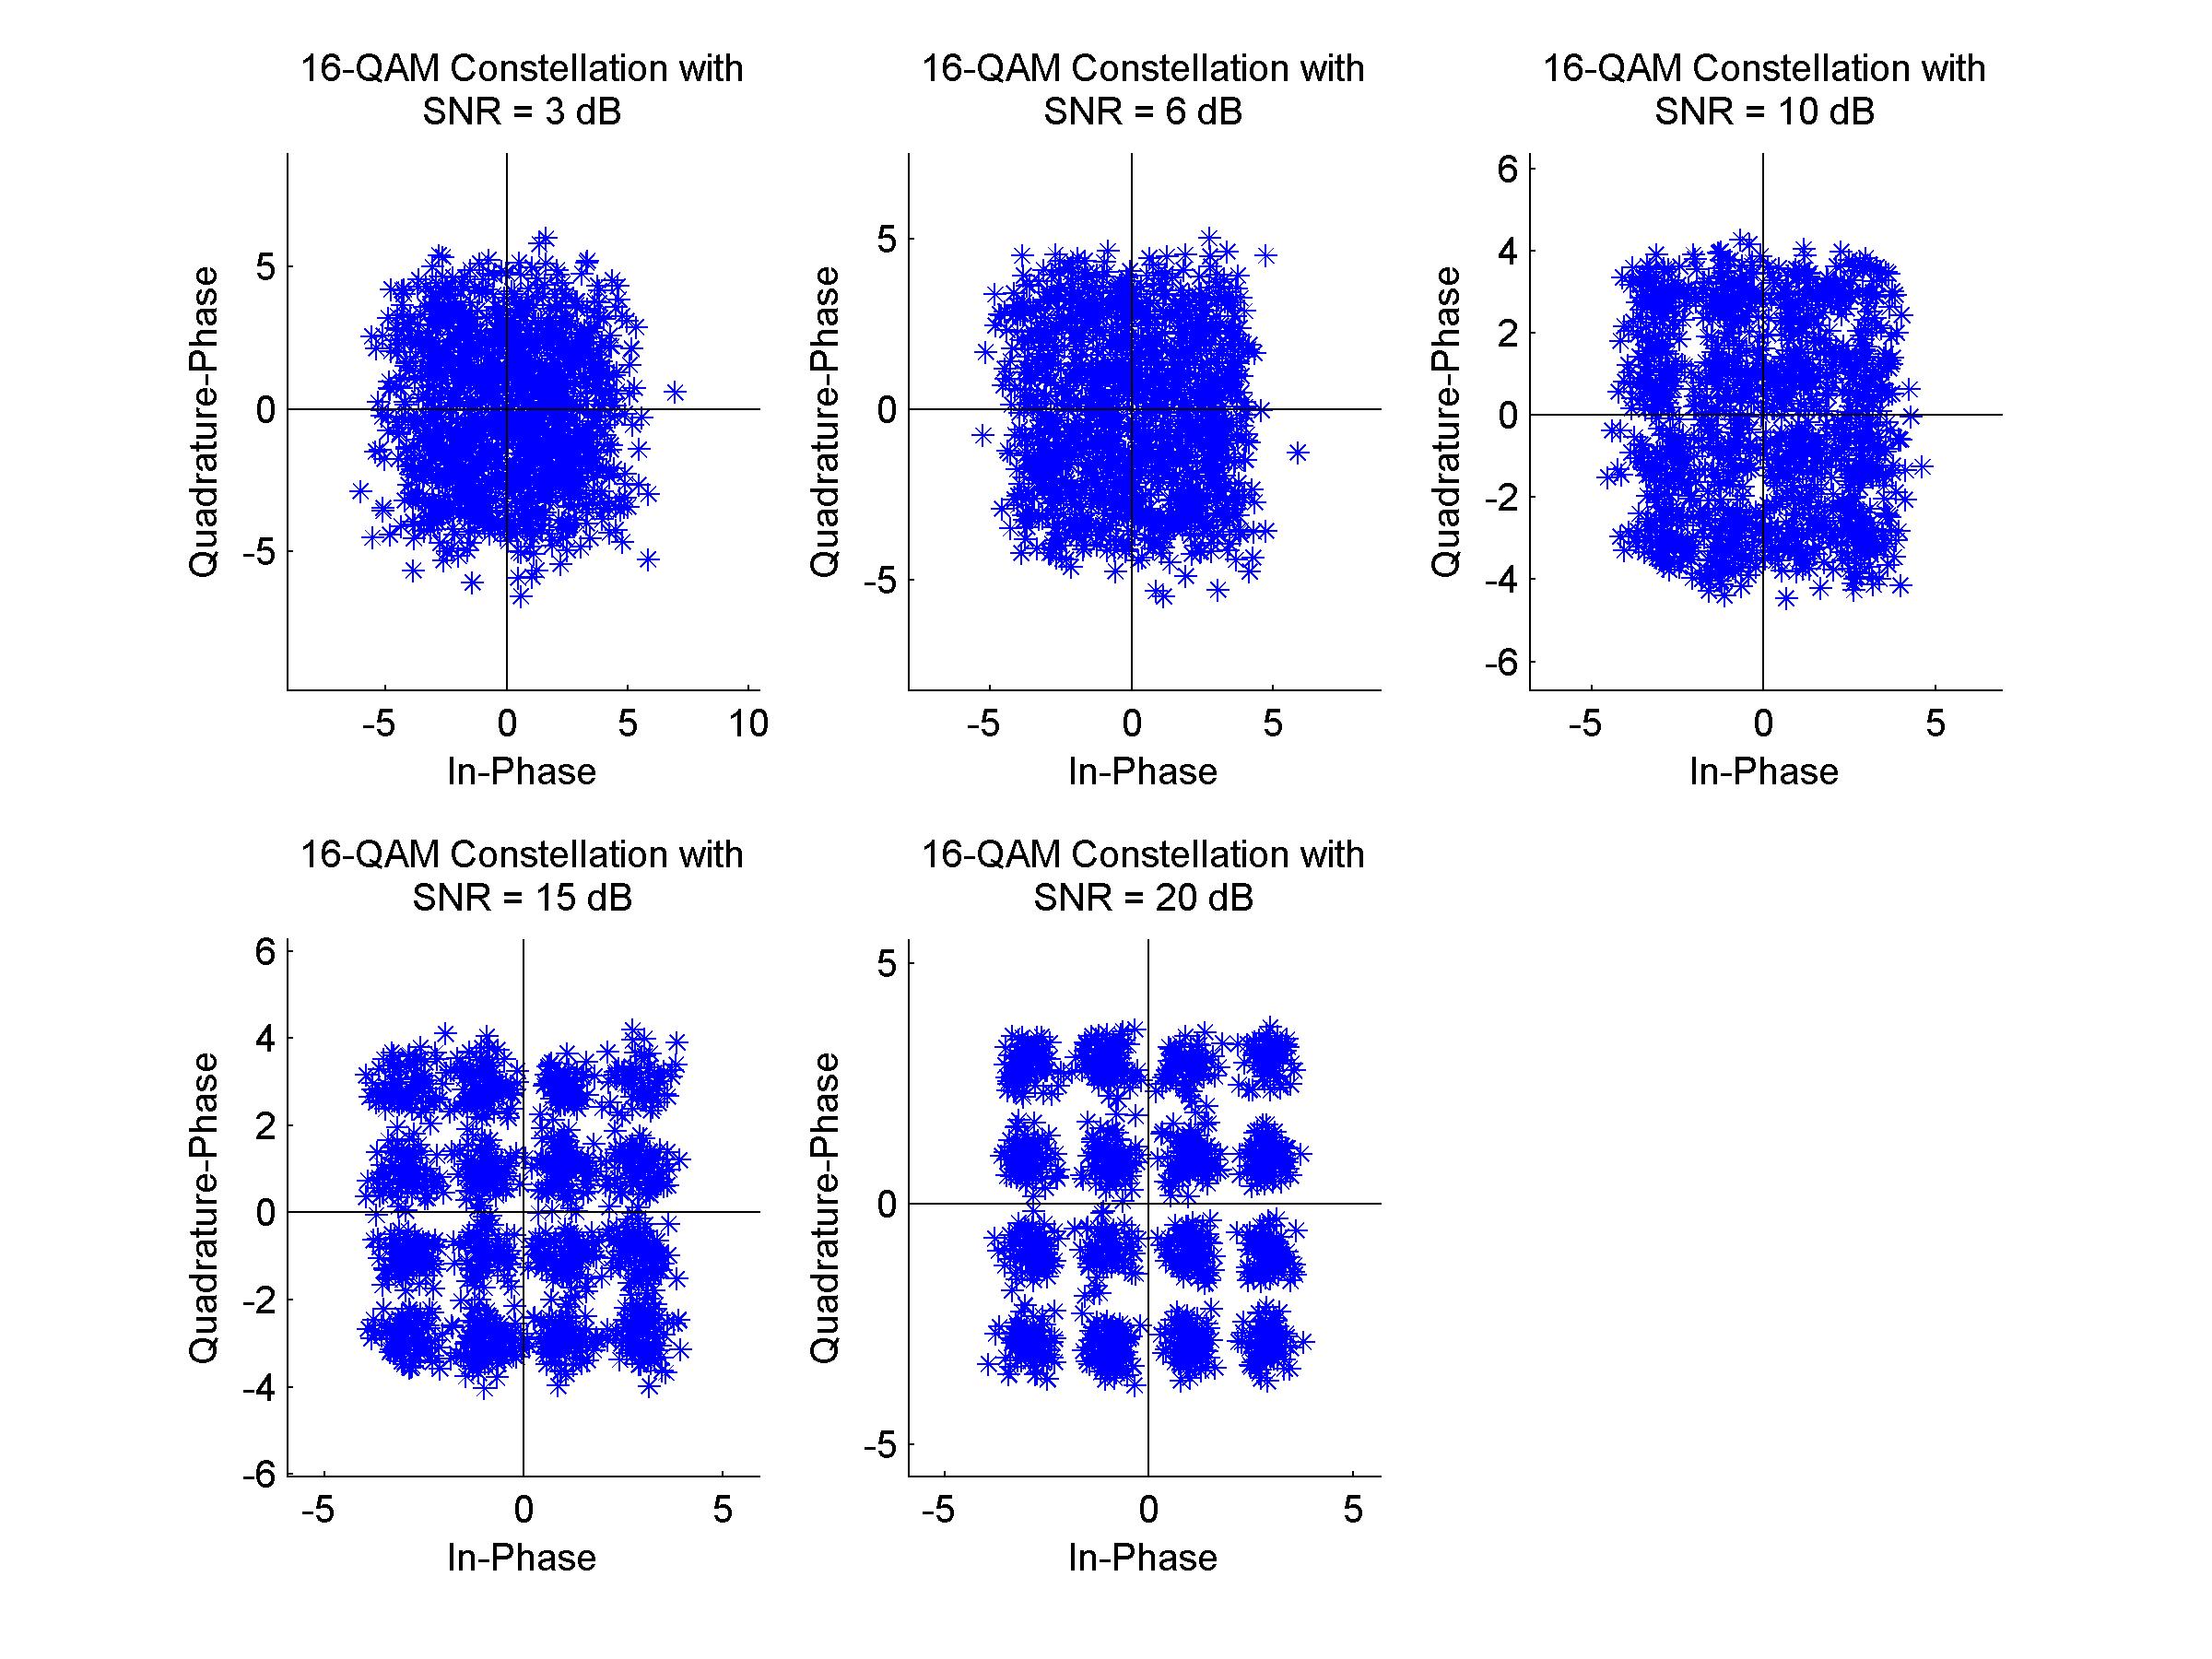 16-QAM Constellation with
SNR = 3 dB
Quadrature-Phase
5
0
-5
-5 0 5 10
In-Phase
16-QAM Constellation with
SNR = 6 dB
Quadrature-Phase
5
0
-5
-5 0 5
In-Phase
16-QAM Constellation with
SNR = 10 dB
Quadrature-Phase
6
4
2
0
-2
-4
-6
-5 0 5
In-Phase
16-QAM Constellation with
SNR = 15 dB
Quadrature-Phase
6
4
2
0
-2
-4
-6
-5 0 5
In-Phase
16-QAM Constellation with
SNR = 20 dB
Quadrature-Phase
5
0
-5
-5 0 5
In-Phase